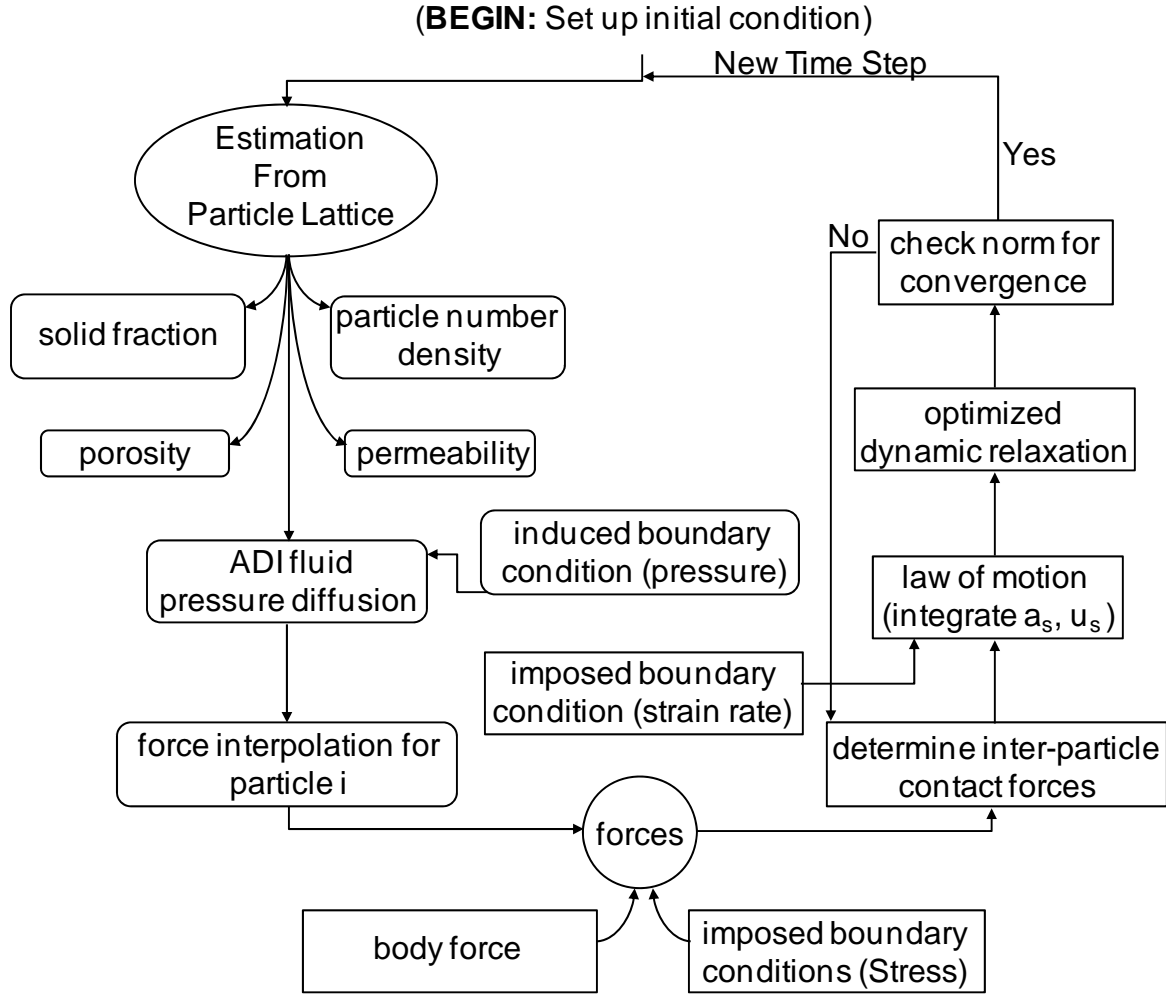 (BEGIN: Set up initial condition)
New Time Step
Estimation
From
Particle Lattice
Yes
No
check norm for
convergence
solid fraction
particle number
density
optimized
dynamic relaxation
porosity
permeability
ADI fluid
pressure diffusion
induced boundary
condition (pressure)
law of motion
(integrate aₛ, uₛ)
imposed boundary
condition (strain rate)
force interpolation for
particle i
determine inter-particle
contact forces
forces
body force
imposed boundary
conditions (Stress)